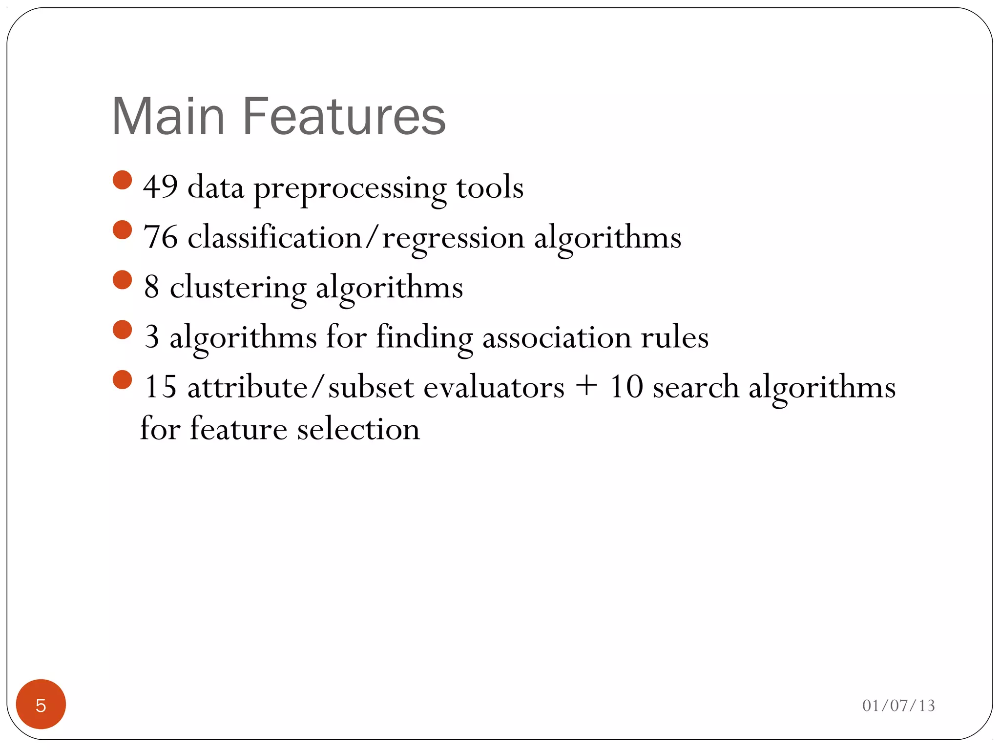 Main Features
49 data preprocessing tools
76 classification/regression algorithms
8 clustering algorithms
3 algorithms for finding association rules
15 attribute/subset evaluators + 10 search algorithms
for feature selection
5
01/07/13